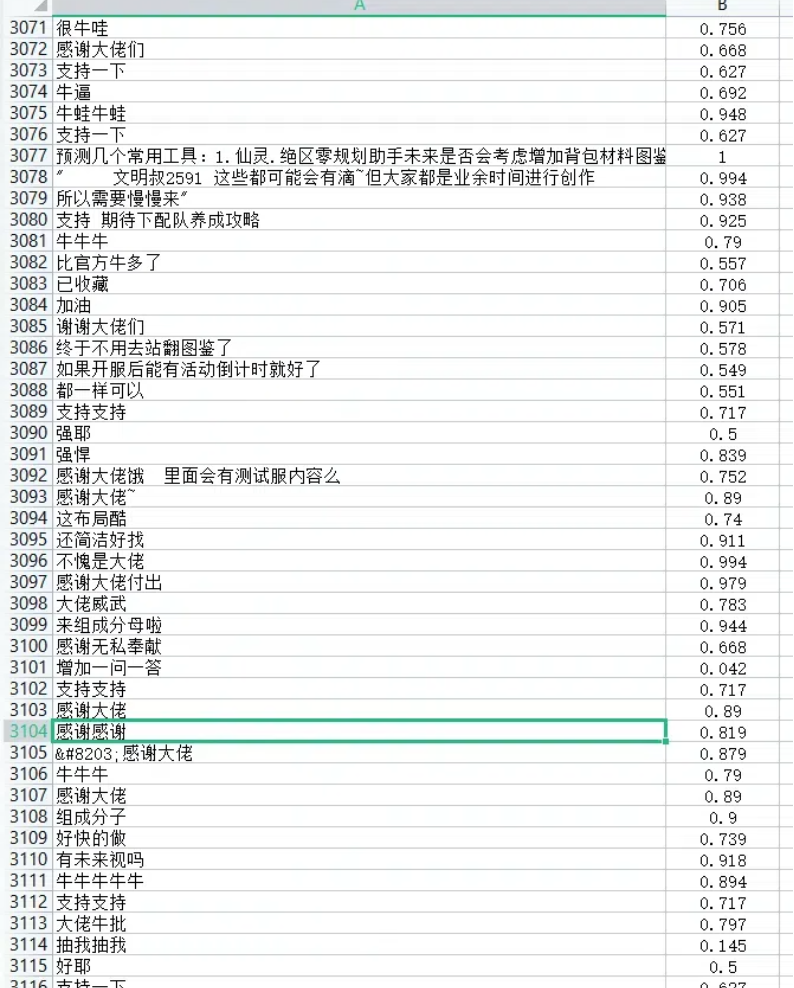 A B
3071 很牛哇 0.756
3072 感谢大佬们 0.668
3073 支持一下 0.627
3074 牛逼 0.692
3075 牛蛙牛蛙 0.948
3076 支持一下 0.627
3077 预测几个常用工具：1.仙灵.绝区零规划助手未来是否会考虑增加背包材料图鉴 1
3078 " 文明叔2591 这些都可能会有滴~但大家都是业余时间进行创作 0.994
3079 所以需要慢慢来" 0.938
3080 支持 期待下配队养成攻略 0.925
3081 牛牛牛 0.79
3082 比官方牛多了 0.557
3083 已收藏 0.706
3084 加油 0.905
3085 谢谢大佬们 0.571
3086 终于不用去站翻图鉴了 0.578
3087 如果开服后能有活动倒计时就好了 0.549
3088 都一样可以 0.551
3089 支持支持 0.717
3090 强耶 0.5
3091 强悍 0.839
3092 感谢大佬饿 里面会有测试服内容么 0.752
3093 感谢大佬~ 0.89
3094 这布局酷 0.74
3095 还简洁好找 0.911
3096 不愧是大佬 0.994
3097 感谢大佬付出 0.979
3098 大佬威武 0.783
3099 来组成分母啦 0.944
3100 感谢无私奉献 0.668
3101 增加一问一答 0.042
3102 支持支持 0.717
3103 感谢大佬 0.89
3104 感谢感谢 0.819
3105 &#8203;感谢大佬 0.879
3106 牛牛牛 0.79
3107 感谢大佬 0.89
3108 组成分子 0.9
3109 好快的做 0.739
3110 有未来视吗 0.918
3111 牛牛牛牛牛 0.894
3112 支持支持 0.717
3113 大佬牛批 0.797
3114 抽我抽我 0.145
3115 好耶 0.5
3116 支持一下 0.627